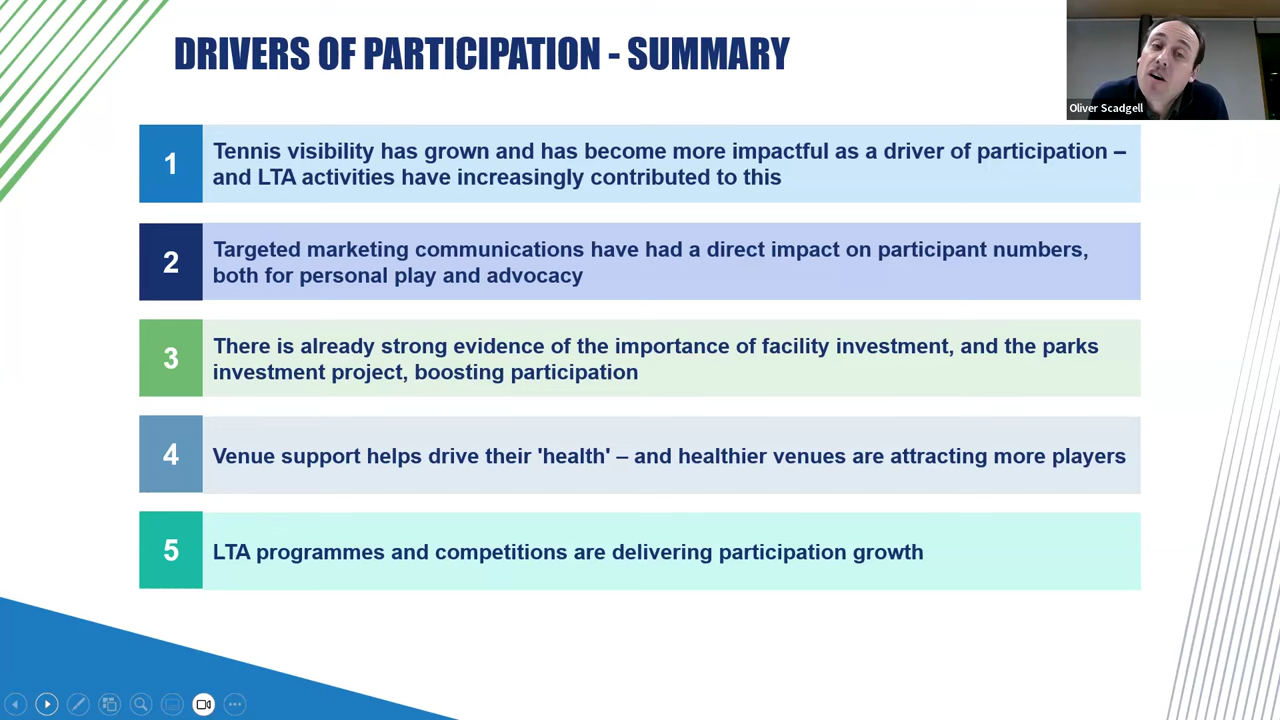 DRIVERS OF PARTICIPATION - SUMMARY
Oliver Scadgell
1
Tennis visibility has grown and has become more impactful as a driver of participation –
and LTA activities have increasingly contributed to this
2
Targeted marketing communications have had a direct impact on participant numbers,
both for personal play and advocacy
3
There is already strong evidence of the importance of facility investment, and the parks
investment project, boosting participation
4
Venue support helps drive their 'health' – and healthier venues are attracting more players
5
LTA programmes and competitions are delivering participation growth